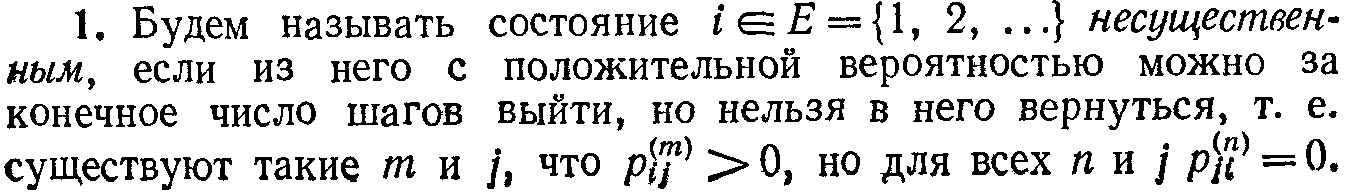 1. Будем называть состояние i ∈ E = {1, 2, ...} несуществен-
ным, если из него с положительной вероятностью можно за
конечное число шагов выйти, но нельзя в него вернуться, т. е.
существуют такие m и j, что p_{ij}^{(m)} > 0, но для всех n и j p_{ji}^{(n)} = 0.